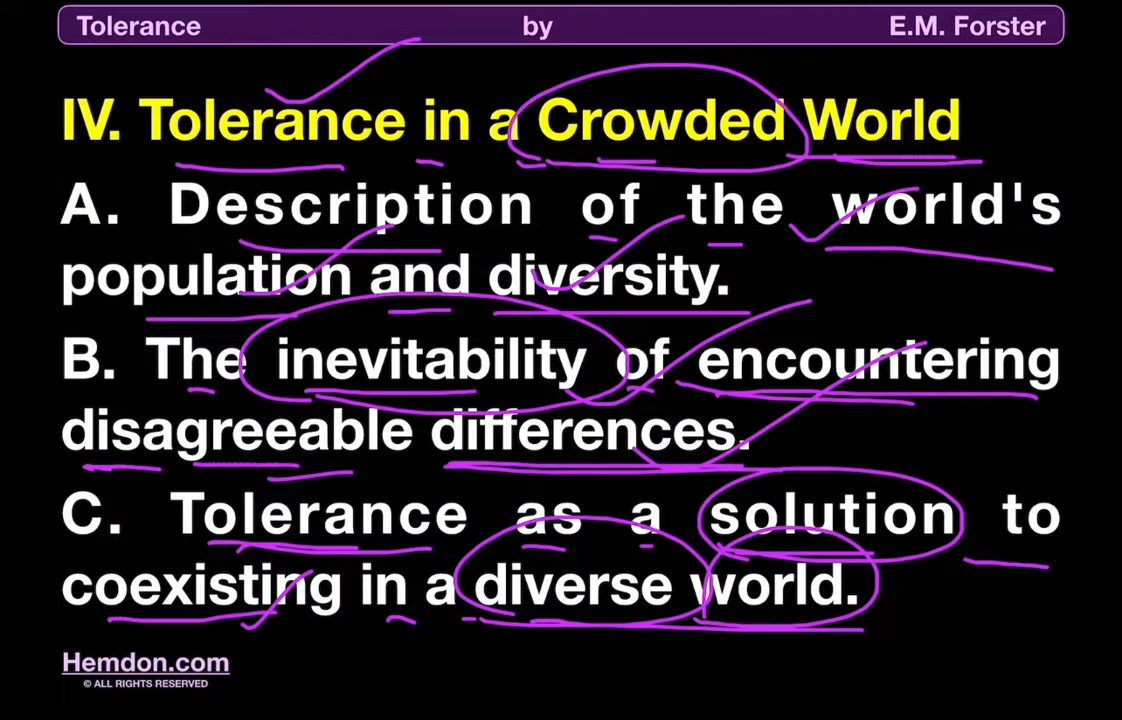 Tolerance by E.M. Forster
IV. Tolerance in a Crowded World
A. Description of the world's
population and diversity.
B. The inevitability of encountering
disagreeable differences.
C. Tolerance as a solution to
coexisting in a diverse world.
Hemdon.com
© ALL RIGHTS RESERVED